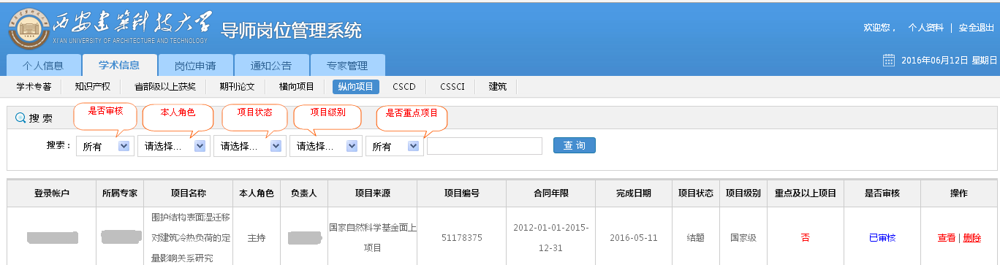 西安建筑科技大学
XI'AN UNIVERSITY OF ARCHITECTURE AND TECHNOLOGY
导师岗位管理系统
欢迎您， 个人资料 | 安全退出
2016年06月12日 星期日
个人信息 学术信息 岗位申请 通知公告 专家管理
学术专著 知识产权 省部级以上获奖 期刊论文 横向项目 纵向项目 CSCD CSSCI 建筑
是否审核 本人角色 项目状态 项目级别 是否重点项目
搜 索
搜索： 所有 请选择... 请选择... 请选择... 所有 查 询
登录帐户 所属专家 项目名称 本人角色 负责人 项目来源 项目编号 合同年限 完成日期 项目状态 项目级别 重点及以上项目 是否审核 操作
围护结构表面湿迁移
对建筑冷热负荷的定
量影响关系研究
主持
国家自然科学基金面上
项目
51178375
2012-01-01-2015-
12-31
2016-05-11
结题
国家级
否
已审核
查看 | 删除